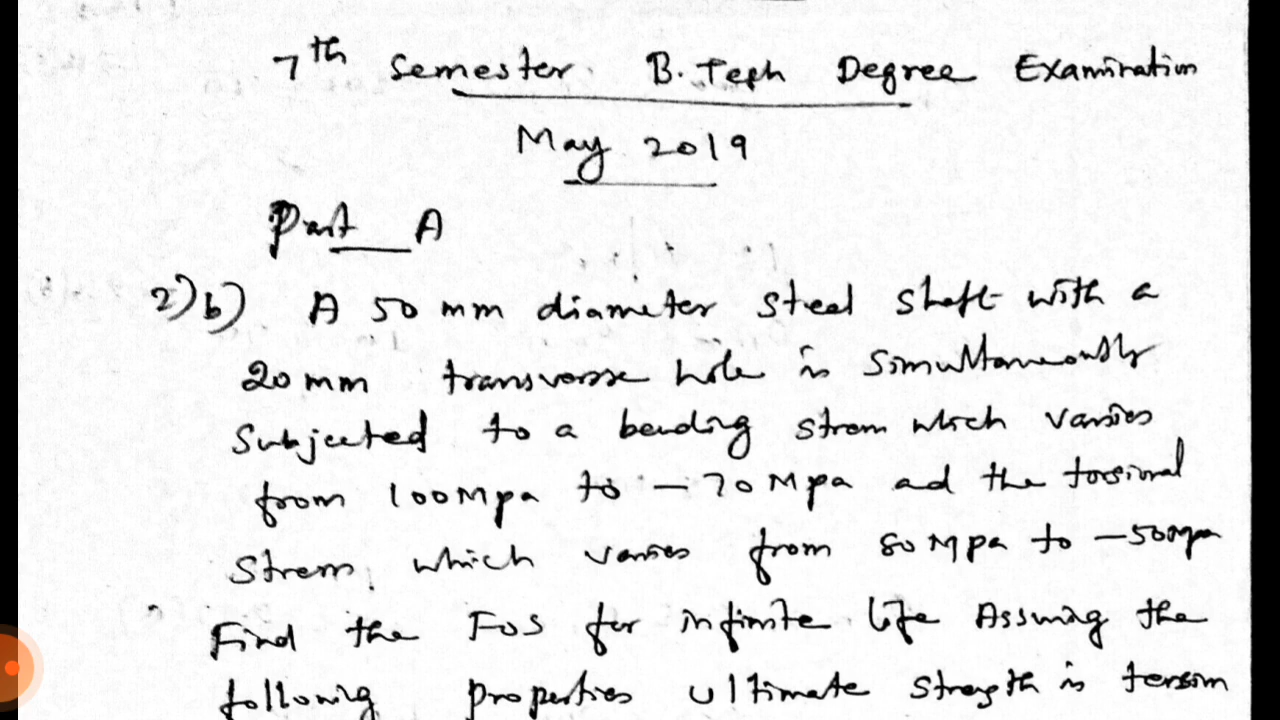 7th Semester B.Tech Degree Examination
May 2019
Part A
2) b) A 50 mm diameter steel shaft with a
20 mm transverse hole is simultaneously
subjected to a bending stress which varies
from 100 Mpa to -70 Mpa ad the torsional
stress, which varies from 80 Mpa to -50 Mpa
Find the FOS for infinite life Assuming the
following properties ultimate strength is tension